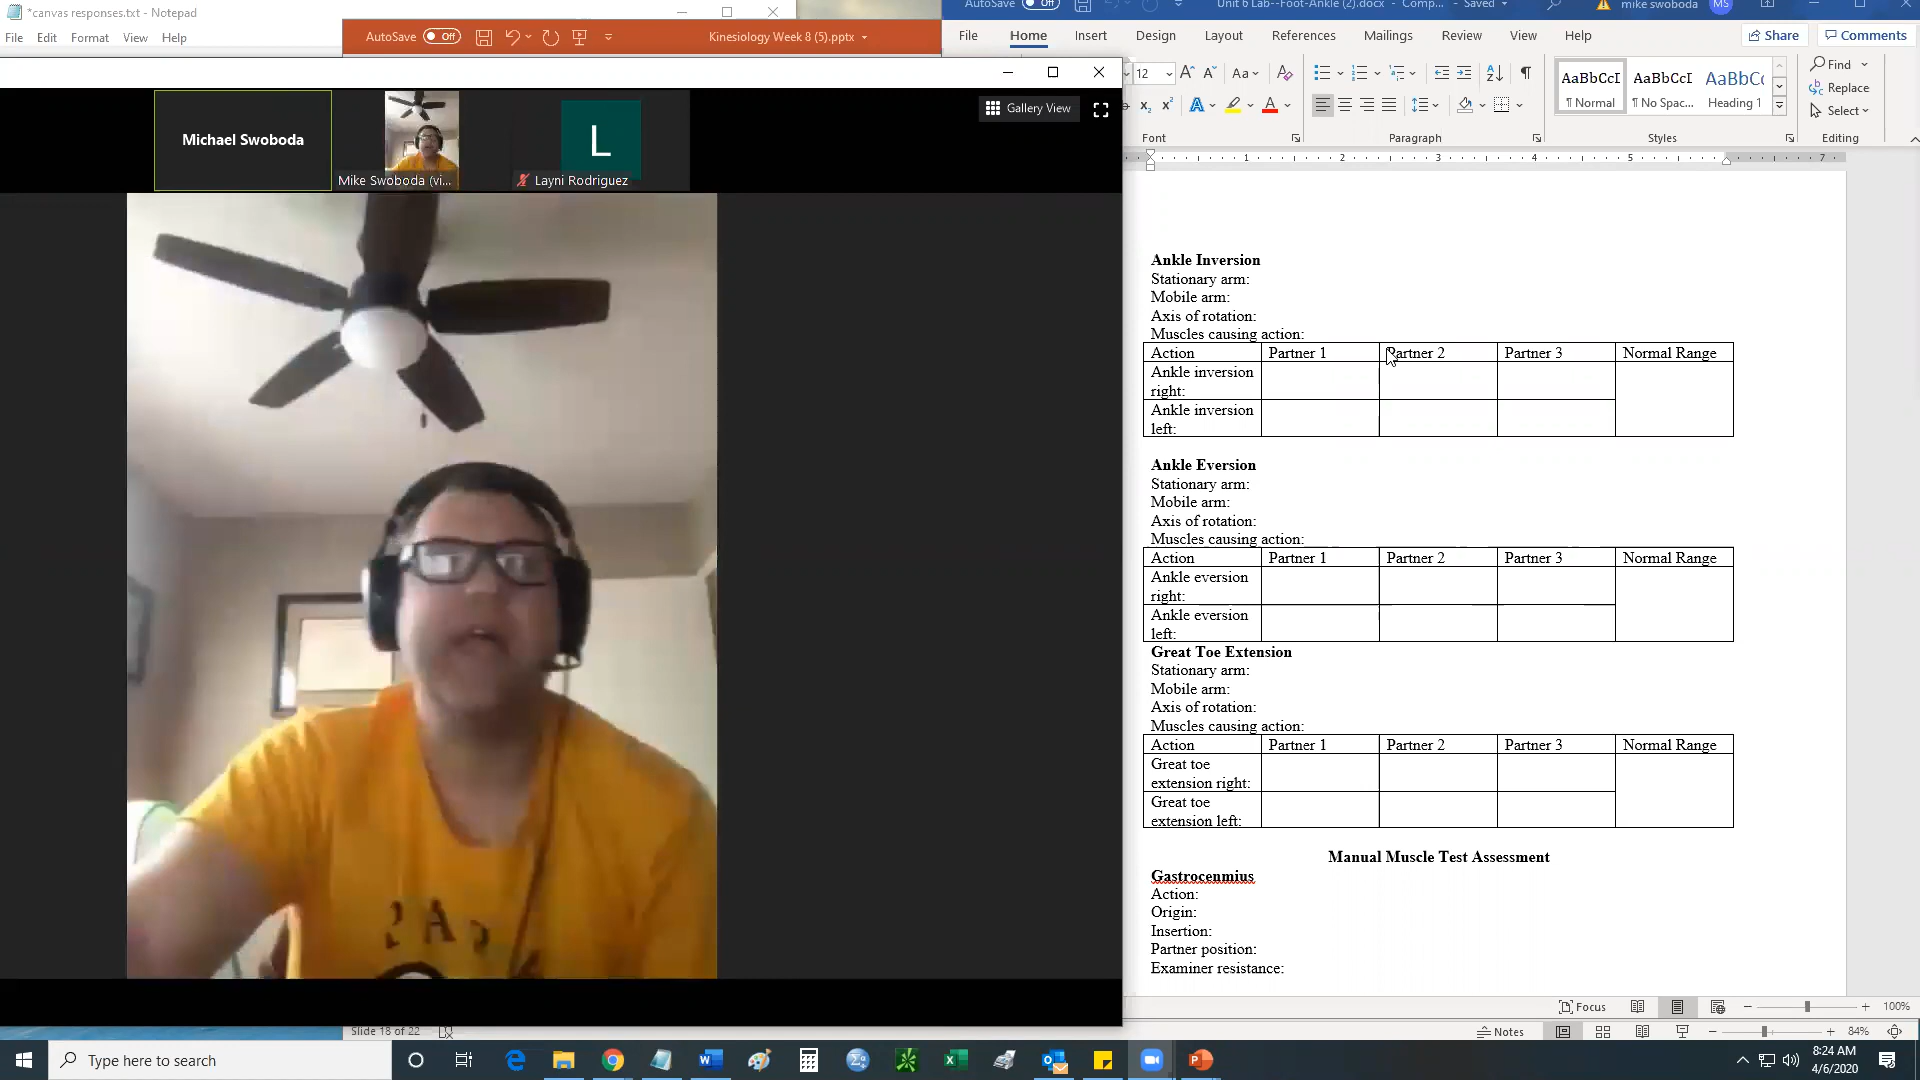 *canvas responses.txt - Notepad
File Edit Format View Help
AutoSave Off
Kinesiology Week 8 (5).pptx
AutoSave Off
Unit 6 Lab--Foot-Ankle (2).docx - Comp... - Saved
mike swoboda
MS
File Home Insert Design Layout References Mailings Review View Help
Share
Comments
12
Aa
AaBbCcI
¶ Normal
AaBbCcI
¶ No Spac...
AaBbCc
Heading 1
Find
Replace
Select
Font
Paragraph
Styles
Editing
Michael Swoboda
Mike Swoboda (vi...
L
Layni Rodriguez
Gallery View
1 2 3 4 5 7
Ankle Inversion
Stationary arm:
Mobile arm:
Axis of rotation:
Muscles causing action:
Action Partner 1 Partner 2 Partner 3 Normal Range
Ankle inversion
right:
Ankle inversion
left:
Ankle Eversion
Stationary arm:
Mobile arm:
Axis of rotation:
Muscles causing action:
Action Partner 1 Partner 2 Partner 3 Normal Range
Ankle eversion
right:
Ankle eversion
left:
Great Toe Extension
Stationary arm:
Mobile arm:
Axis of rotation:
Muscles causing action:
Action Partner 1 Partner 2 Partner 3 Normal Range
Great toe
extension right:
Great toe
extension left:
Manual Muscle Test Assessment
Gastrocenmius
Action:
Origin:
Insertion:
Partner position:
Examiner resistance:
Focus
100%
Slide 18 of 22
Notes
84%
Type here to search
8:24 AM
4/6/2020